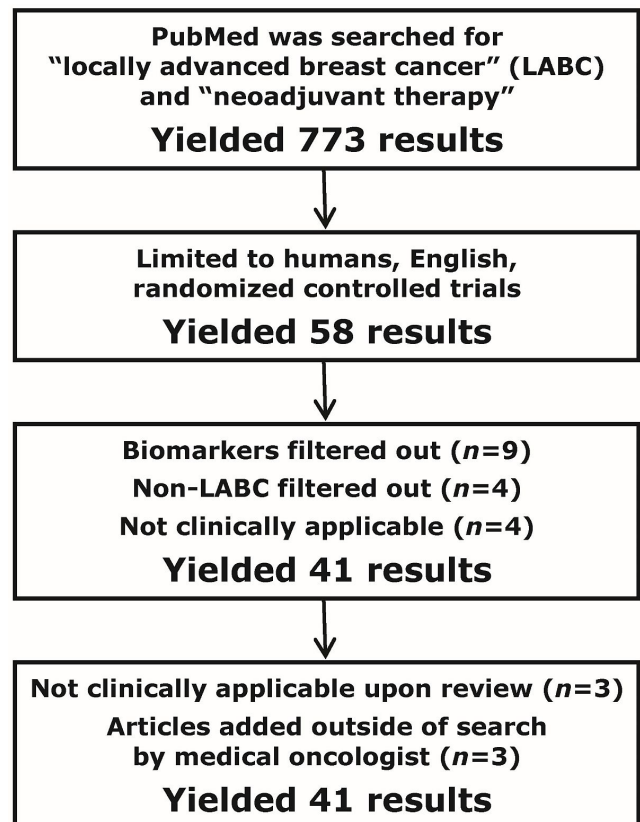 PubMed was searched for
“locally advanced breast cancer” (LABC)
and “neoadjuvant therapy”
Yielded 773 results
Limited to humans, English,
randomized controlled trials
Yielded 58 results
Biomarkers filtered out (n=9)
Non-LABC filtered out (n=4)
Not clinically applicable (n=4)
Yielded 41 results
Not clinically applicable upon review (n=3)
Articles added outside of search
by medical oncologist (n=3)
Yielded 41 results